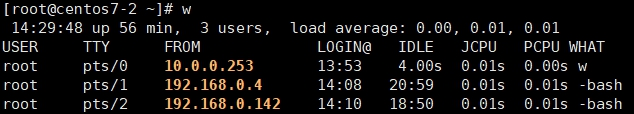 [root@centos7-2 ~]# w
14:29:48 up 56 min,  3 users,  load average: 0.00, 0.01, 0.01
USER     TTY      FROM             LOGIN@   IDLE   JCPU   PCPU WHAT
root     pts/0    10.0.0.253       13:53    4.00s  0.01s  0.00s w
root     pts/1    192.168.0.4      14:08   20:59   0.01s  0.01s -bash
root     pts/2    192.168.0.142    14:10   18:50   0.01s  0.01s -bash